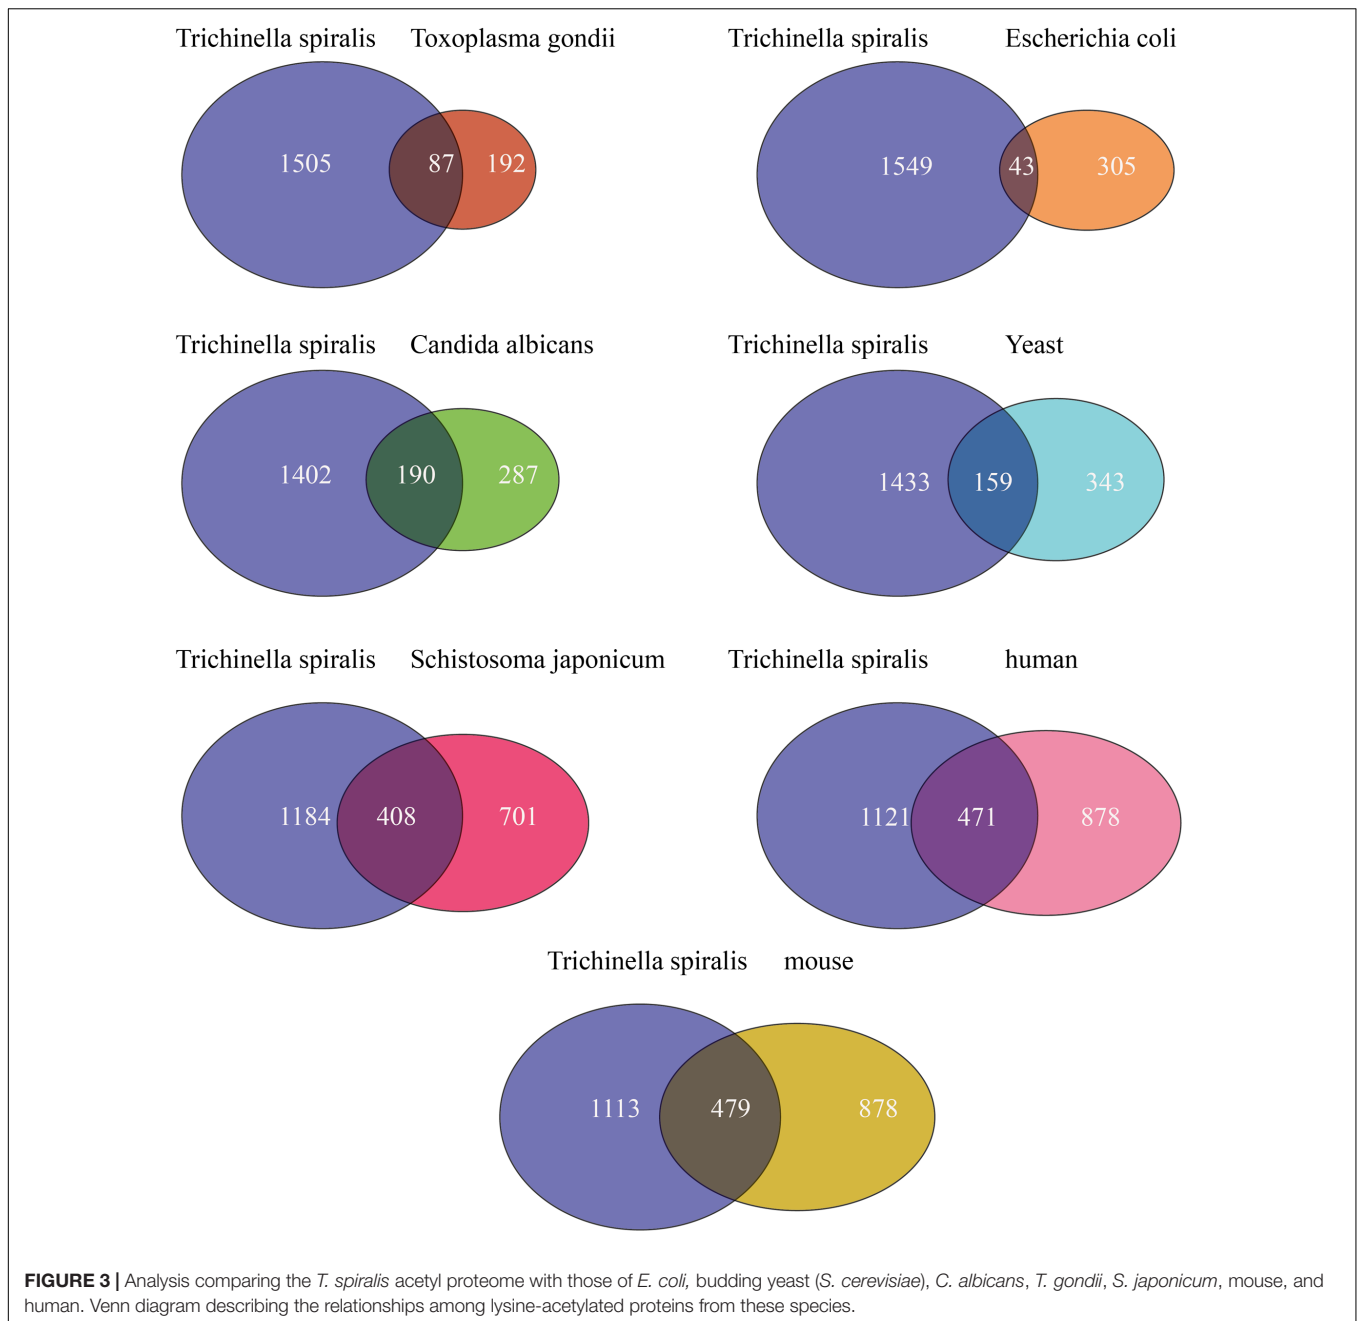 Trichinella spiralis Toxoplasma gondii
1505 87 192
Trichinella spiralis Escherichia coli
1549 43 305
Trichinella spiralis Candida albicans
1402 190 287
Trichinella spiralis Yeast
1433 159 343
Trichinella spiralis Schistosoma japonicum
1184 408 701
Trichinella spiralis human
1121 471 878
Trichinella spiralis mouse
1113 479 878
FIGURE 3 | Analysis comparing the T. spiralis acetyl proteome with those of E. coli, budding yeast (S. cerevisiae), C. albicans, T. gondii, S. japonicum, mouse, and
human. Venn diagram describing the relationships among lysine-acetylated proteins from these species.